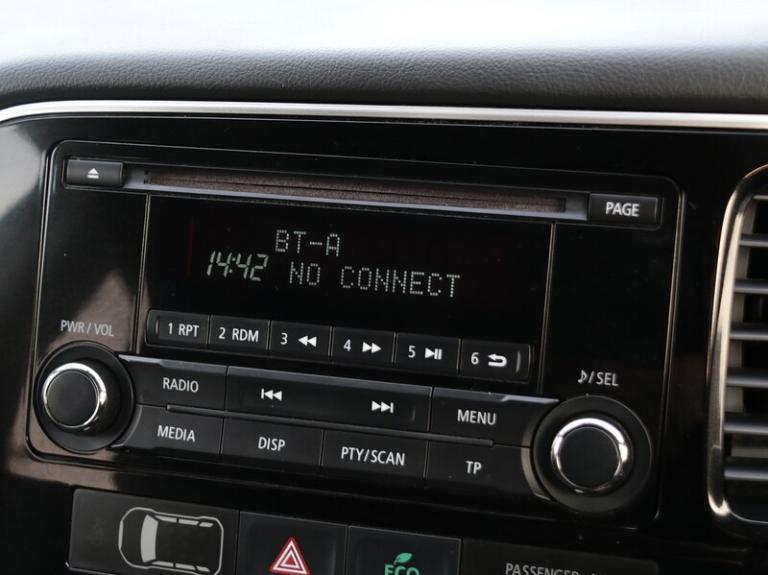 PAGE
BT-A
14:42 NO CONNECT
PWR/VOL
1 RPT 2 RDM 3 4 5 6
♪/SEL
RADIO MENU
MEDIA DISP PTY/SCAN TP
ECO PASSENGER